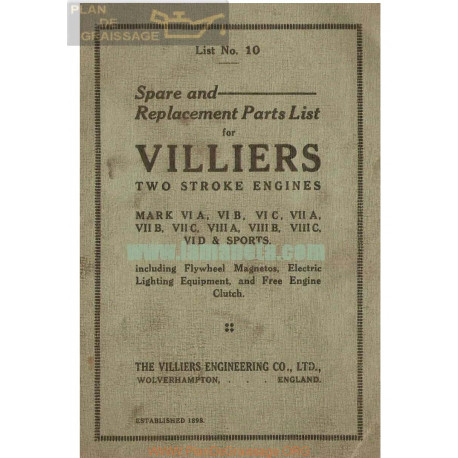 PLAN DE
GRAISSAGE
List No. 10
Spare and
Replacement Parts List
for
VILLIERS
TWO STROKE ENGINES
MARK VI A, VI B, VI C, VII A,
VII B, VII C, VIII A, VIII B, VIII C,
VI D & SPORTS.
including Flywheel Magnetos, Electric
Lighting Equipment, and Free Engine
Clutch.
THE VILLIERS ENGINEERING CO., LTD.,
WOLVERHAMPTON, . . . ENGLAND.
ESTABLISHED 1898.